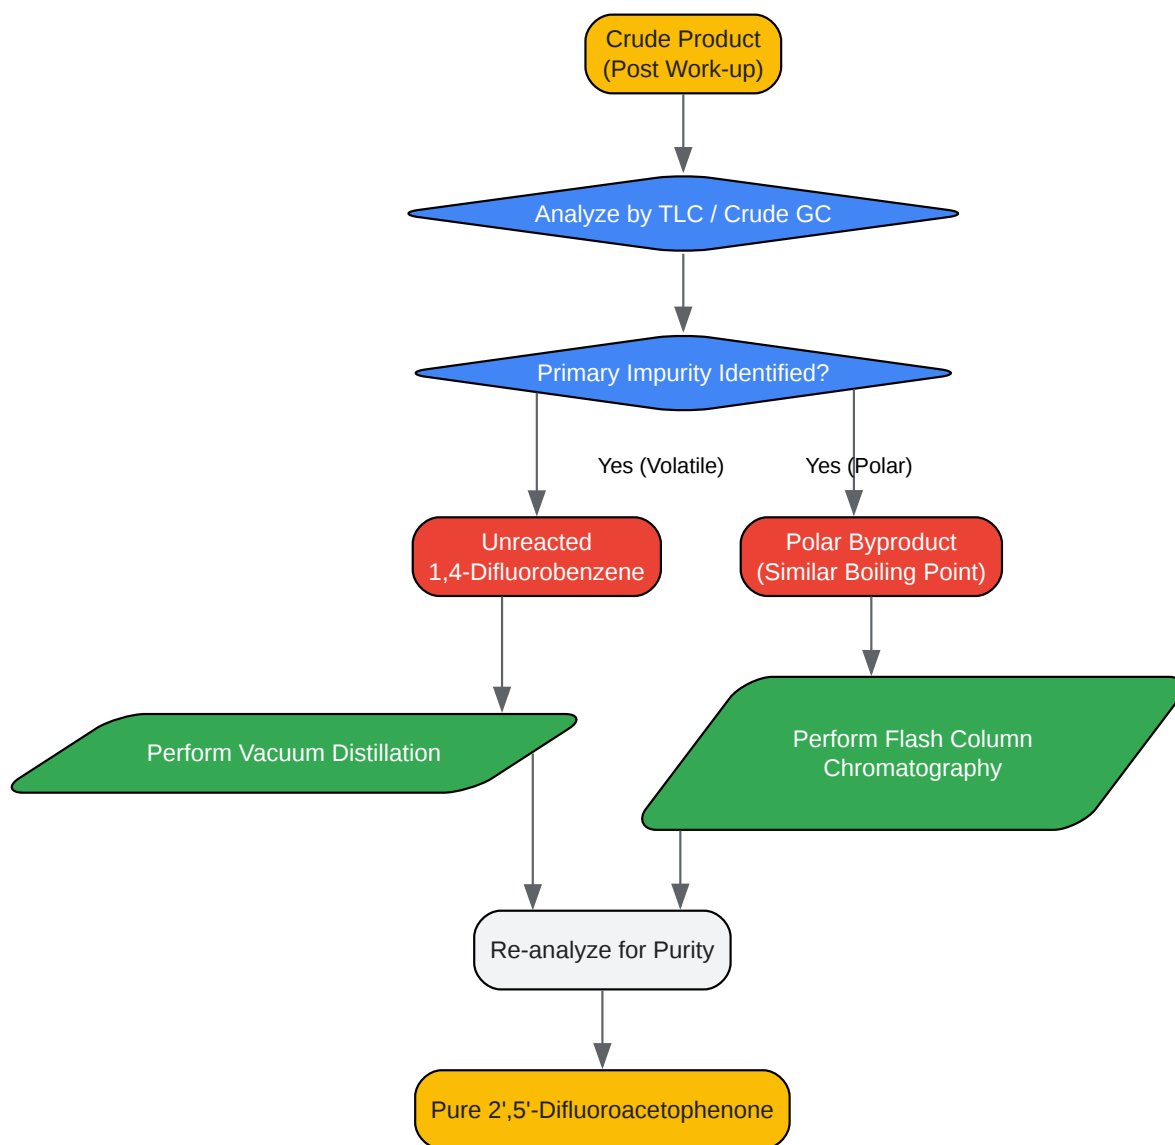 Crude Product
(Post Work-up)
Analyze by TLC / Crude GC
Primary Impurity Identified?
Yes (Volatile)
Yes (Polar)
Unreacted
1,4-Difluorobenzene
Polar Byproduct
(Similar Boiling Point)
Perform Vacuum Distillation
Perform Flash Column
Chromatography
Re-analyze for Purity
Pure 2',5'-Difluoroacetophenone